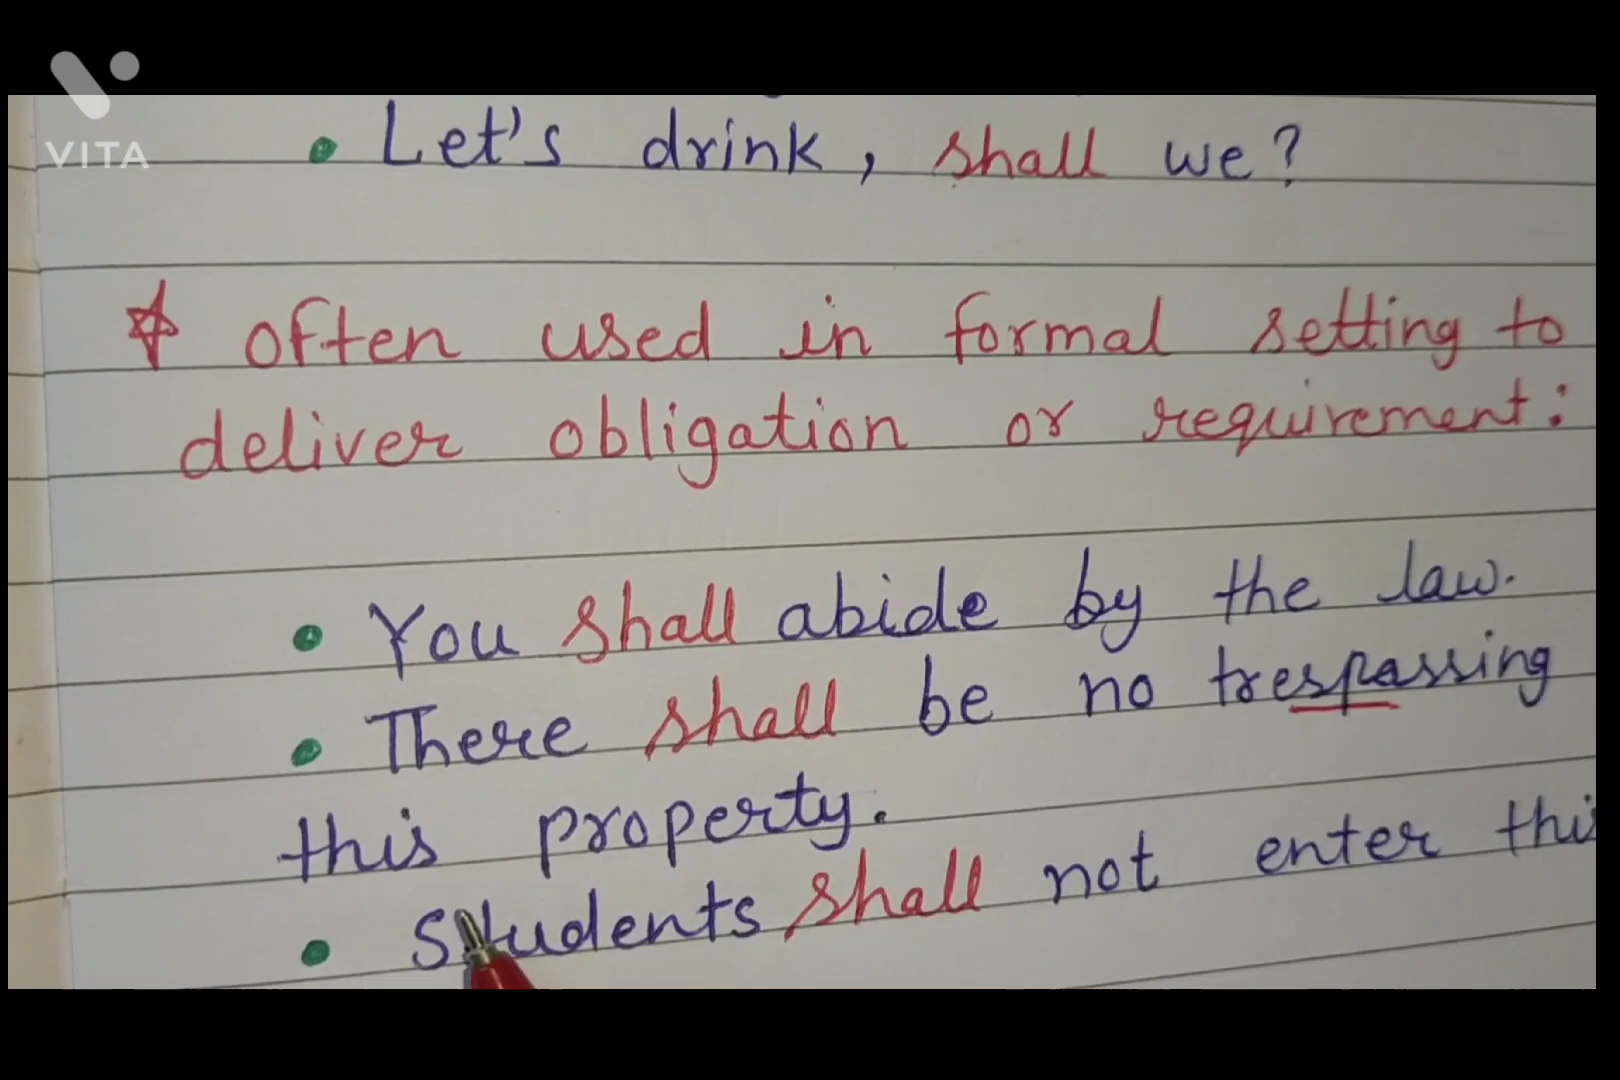 VITA
• Let's drink, shall we?
☆ often used in formal setting to
deliver obligation or requirement:
• You shall abide by the law.
• There shall be no trespassing
this property.
• Students shall not enter this